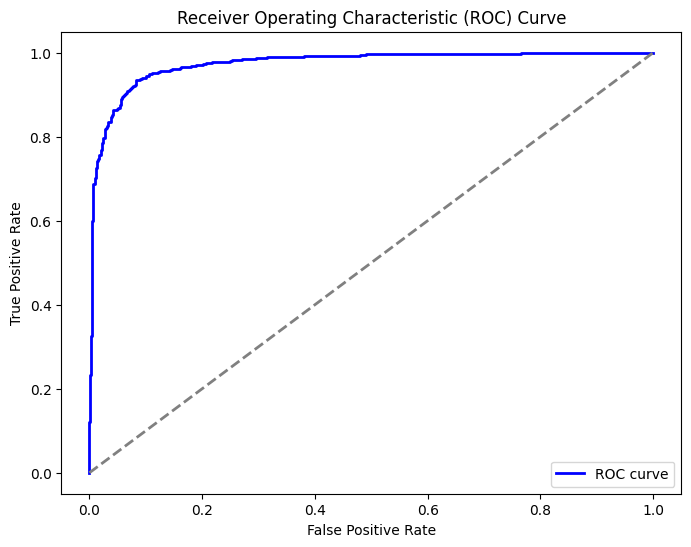 Receiver Operating Characteristic (ROC) Curve
1.0
0.8
0.6
0.4
0.2
0.0
True Positive Rate
ROC curve
0.0 0.2 0.4 0.6 0.8 1.0
False Positive Rate